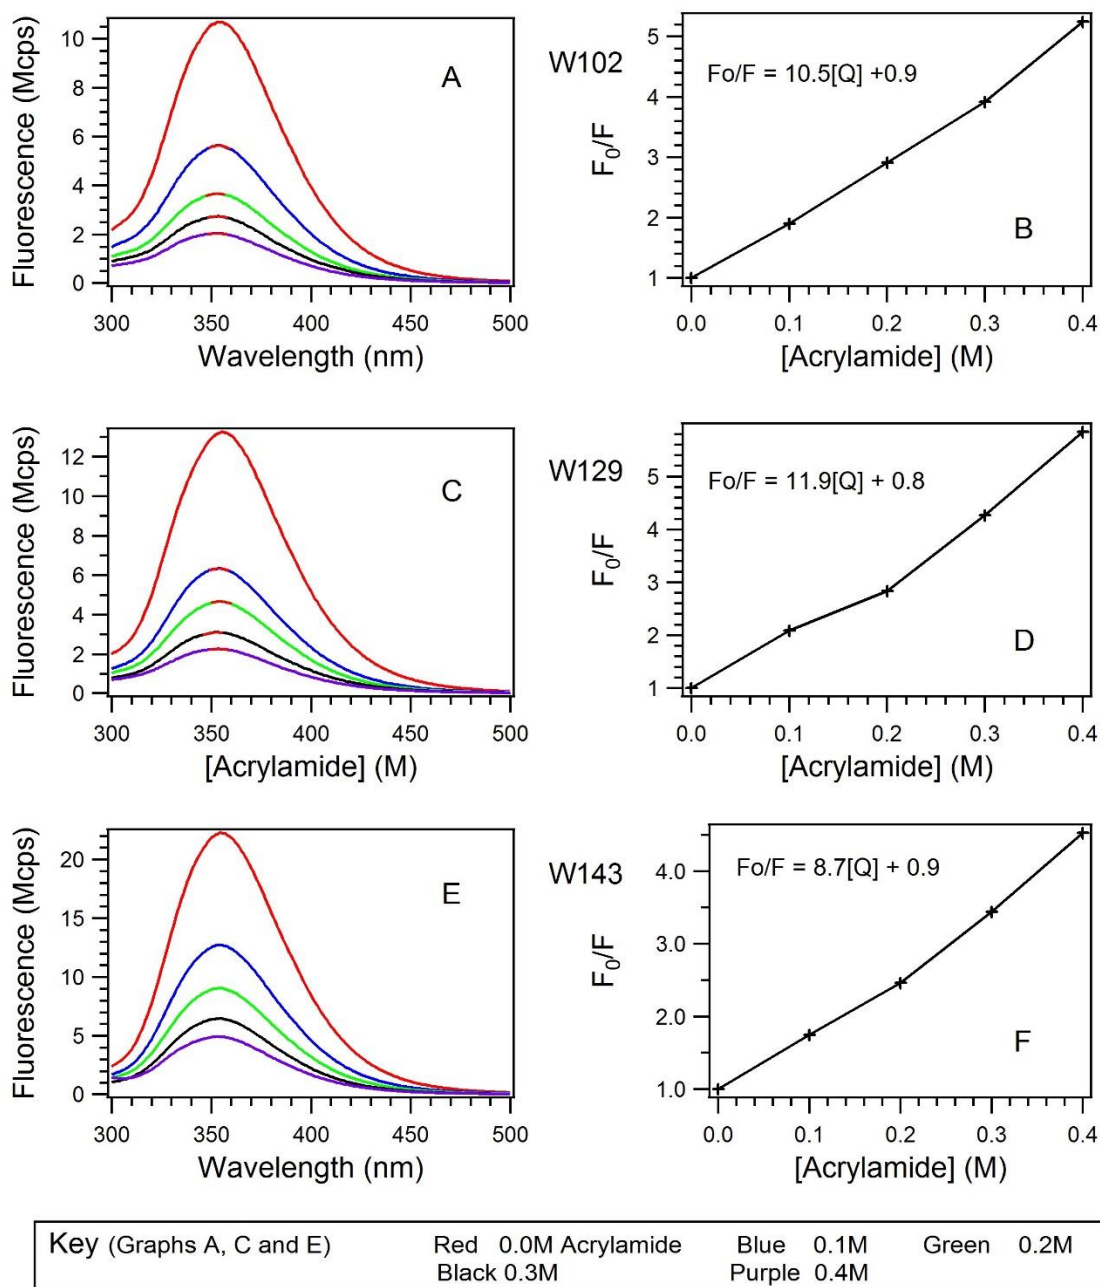 A
Fluorescence (Mcps)
10
8
6
4
2
0
300 350 400 450 500
Wavelength (nm)
W102
Fo/F = 10.5[Q] +0.9
B
F0/F
5
4
3
2
1
0.0 0.1 0.2 0.3 0.4
[Acrylamide] (M)
C
Fluorescence (Mcps)
12
10
8
6
4
2
0
300 350 400 450 500
[Acrylamide] (M)
W129
Fo/F = 11.9[Q] + 0.8
D
F0/F
5
4
3
2
1
0.0 0.1 0.2 0.3 0.4
[Acrylamide] (M)
E
Fluorescence (Mcps)
20
15
10
5
0
300 350 400 450 500
Wavelength (nm)
W143
Fo/F = 8.7[Q] + 0.9
F
F0/F
4.0
3.0
2.0
1.0
0.0 0.1 0.2 0.3 0.4
[Acrylamide] (M)
Key (Graphs A, C and E) Red 0.0M Acrylamide Blue 0.1M Green 0.2M
Black 0.3M Purple 0.4M